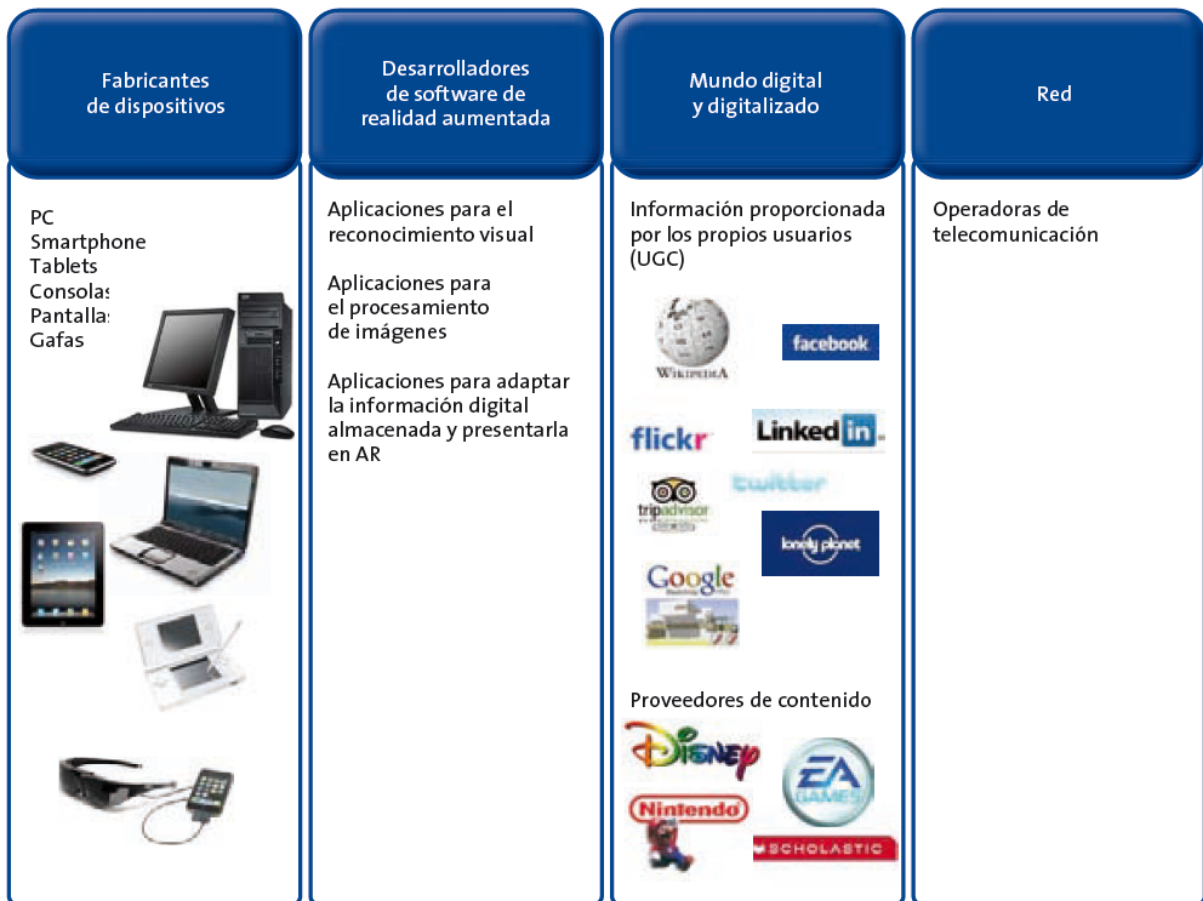 Fabricantes
de dispositivos
PC
Smartphone
Tablets
Consolas
Pantallas
Gafas
Desarrolladores
de software de
realidad aumentada
Aplicaciones para el
reconocimiento visual
Aplicaciones para
el procesamiento
de imágenes
Aplicaciones para adaptar
la información digital
almacenada y presentarla
en AR
Mundo digital
y digitalizado
Información proporcionada
por los propios usuarios
(UGC)
WIKIPEDIA
facebook
flickr
Linked in
tripadvisor
twitter
lonely planet
Google
Proveedores de contenido
Disney
EA
GAMES
Nintendo
SCHOLASTIC
Red
Operadoras de
telecomunicación